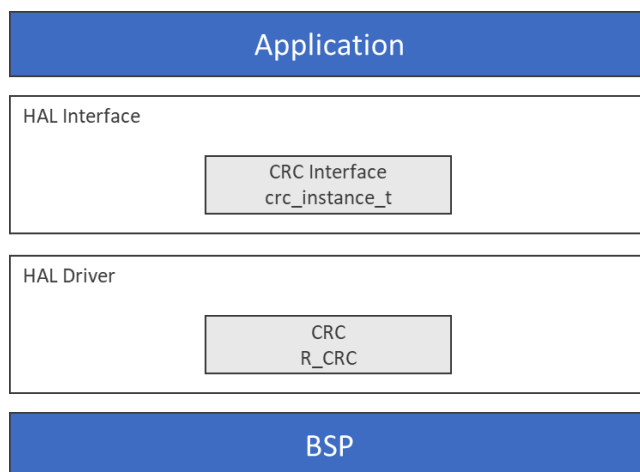 Application
HAL Interface
CRC Interface
crc_instance_t
HAL Driver
CRC
R_CRC
BSP